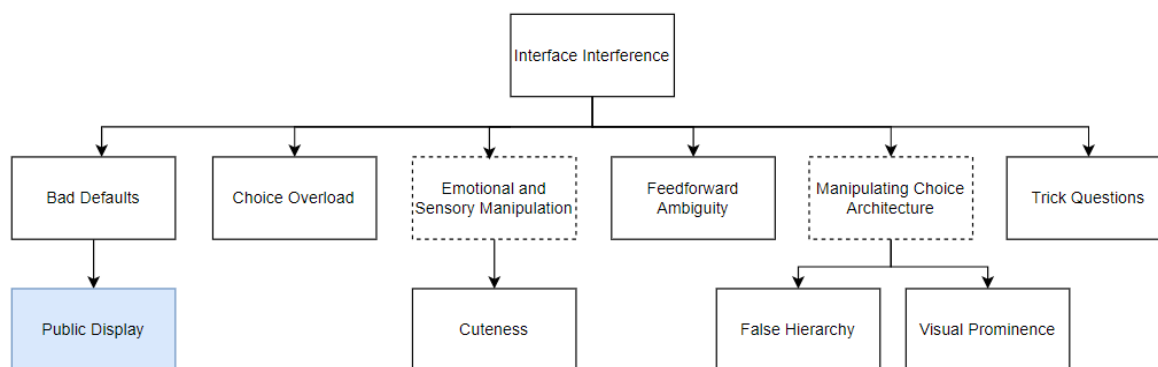 Interface Interference
Bad Defaults
Choice Overload
Emotional and
Sensory Manipulation
Feedforward
Ambiguity
Manipulating Choice
Architecture
Trick Questions
Public Display
Cuteness
False Hierarchy
Visual Prominence